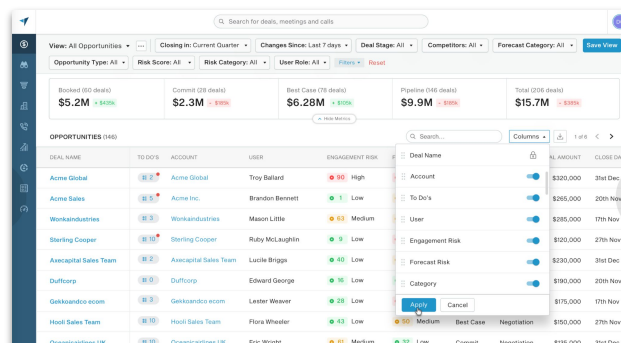 Search for deals, meetings and calls
View: All Opportunities ... Closing in: Current Quarter Changes Since: Last 7 days Deal Stage: All Competitors: All Forecast Category: All Save View
Opportunity Type: All Risk Score: All Risk Category: All User Role: All Filters Reset
Booked (60 deals) Commit (28 deals) Best Case (78 deals) Pipeline (146 deals) Total (206 deals)
$5.2M + $435k $2.3M - $185k $6.28M + $105k $9.9M - $185k $15.7M - $385k
Hide Metrics
OPPORTUNITIES (146) Search... Columns 1 of 6
DEAL NAME TO DO'S ACCOUNT USER ENGAGEMENT RISK AL AMOUNT CLOSE DA
Deal Name
Acme Global # 2 Acme Global Troy Ballard 90 High Account $320,000 31st Dec
Acme Sales # 5 Acme Inc. Brandon Bennett 1 Low To Do's $265,000 20th Nov
Wonkaindustries # 3 Wonkaindustries Mason Little 63 Medium User $285,000 17th Nov
Sterling Cooper # 10 Sterling Cooper Ruby McLaughlin 9 Low Engagement Risk $120,000 27th Nov
Axecapital Sales Team # 2 Axecapital Sales Team Lucile Briggs 40 Low Forecast Risk $230,000 31st Dec
Duffcorp # 0 Duffcorp Edward George 16 Low Category $190,000 20th Nov
Gekkoandco ecom # 3 Gekkoandco ecom Lester Weaver 28 Low Apply Cancel $175,000 17th Nov
Hooli Sales Team # 10 Hooli Sales Team Flora Wheeler 43 Low 50 Medium Best Case Negotiation $150,000 27th Nov